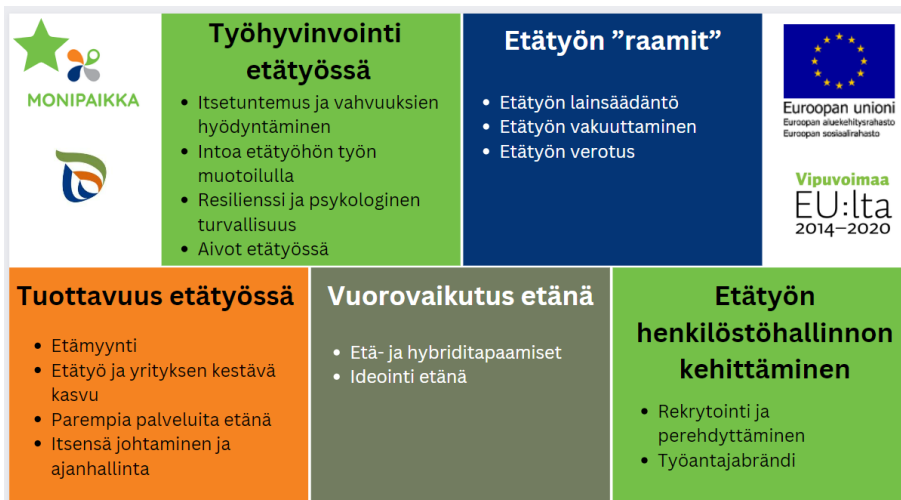 MONIPAIKKA
Työhyvinvointi
etätyössä
• Itsetuntemus ja vahvuuksien
hyödyntäminen
• Intoa etätyöhön työn
muotoilulla
• Resilienssi ja psykologinen
turvallisuus
• Aivot etätyössä
Etätyön "raamit"
• Etätyön lainsäädäntö
• Etätyön vakuuttaminen
• Etätyön verotus
Euroopan unioni
Euroopan aluekehitysrahasto
Euroopan sosiaalirahasto
Vipuvoimaa
EU:lta
2014–2020
Tuottavuus etätyössä
• Etämyynti
• Etätyö ja yrityksen kestävä
kasvu
• Parempia palveluita etänä
• Itsensä johtaminen ja
ajanhallinta
Vuorovaikutus etänä
• Etä- ja hybriditapaamiset
• Ideointi etänä
Etätyön
henkilöstöhallinnon
kehittäminen
• Rekrytointi ja
perehdyttäminen
• Työantajabrändi